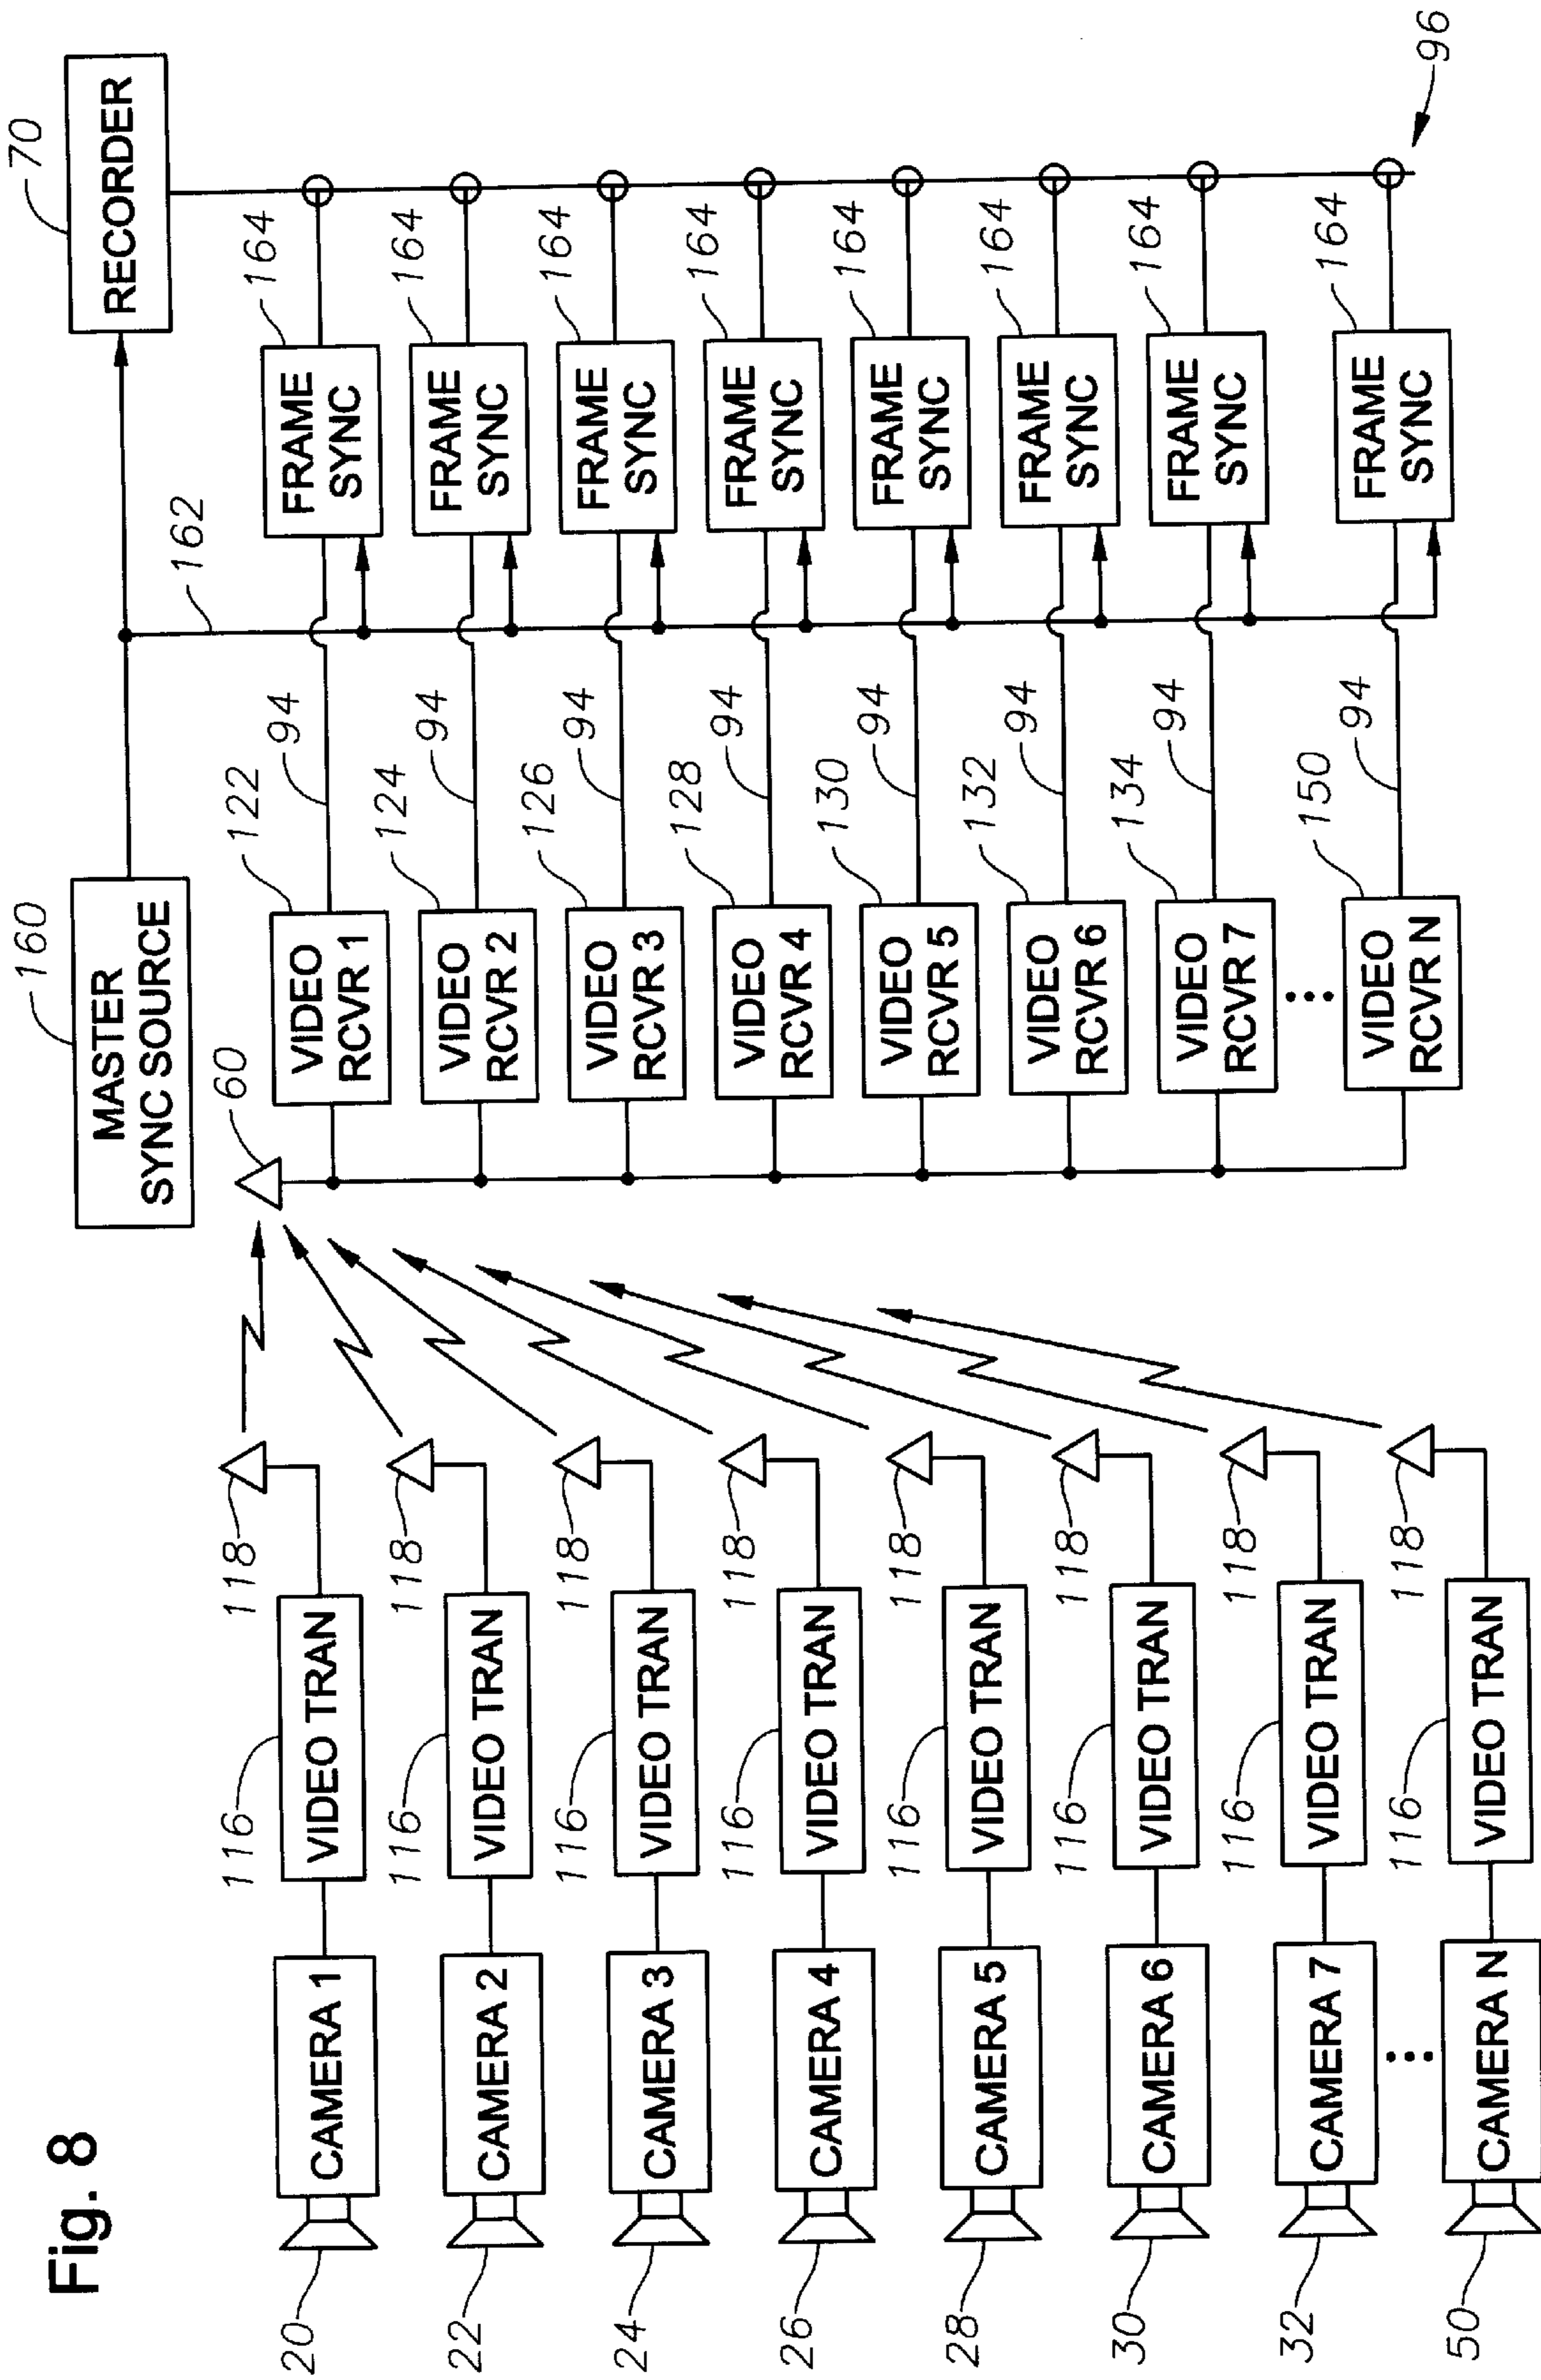 Fig. 8
160
MASTER
SYNC SOURCE
70
RECORDER
162
60
96
20
CAMERA 1
116
VIDEO TRAN
118
VIDEO
RCVR 1
122
94
FRAME
SYNC
164
22
CAMERA 2
116
VIDEO TRAN
118
VIDEO
RCVR 2
124
94
FRAME
SYNC
164
24
CAMERA 3
116
VIDEO TRAN
118
VIDEO
RCVR 3
126
94
FRAME
SYNC
164
26
CAMERA 4
116
VIDEO TRAN
118
VIDEO
RCVR 4
128
94
FRAME
SYNC
164
28
CAMERA 5
116
VIDEO TRAN
118
VIDEO
RCVR 5
130
94
FRAME
SYNC
164
30
CAMERA 6
116
VIDEO TRAN
118
VIDEO
RCVR 6
132
94
FRAME
SYNC
164
32
CAMERA 7
116
VIDEO TRAN
118
VIDEO
RCVR 7
134
94
FRAME
SYNC
164
50
CAMERA N
116
VIDEO TRAN
118
VIDEO
RCVR N
150
94
FRAME
SYNC
164